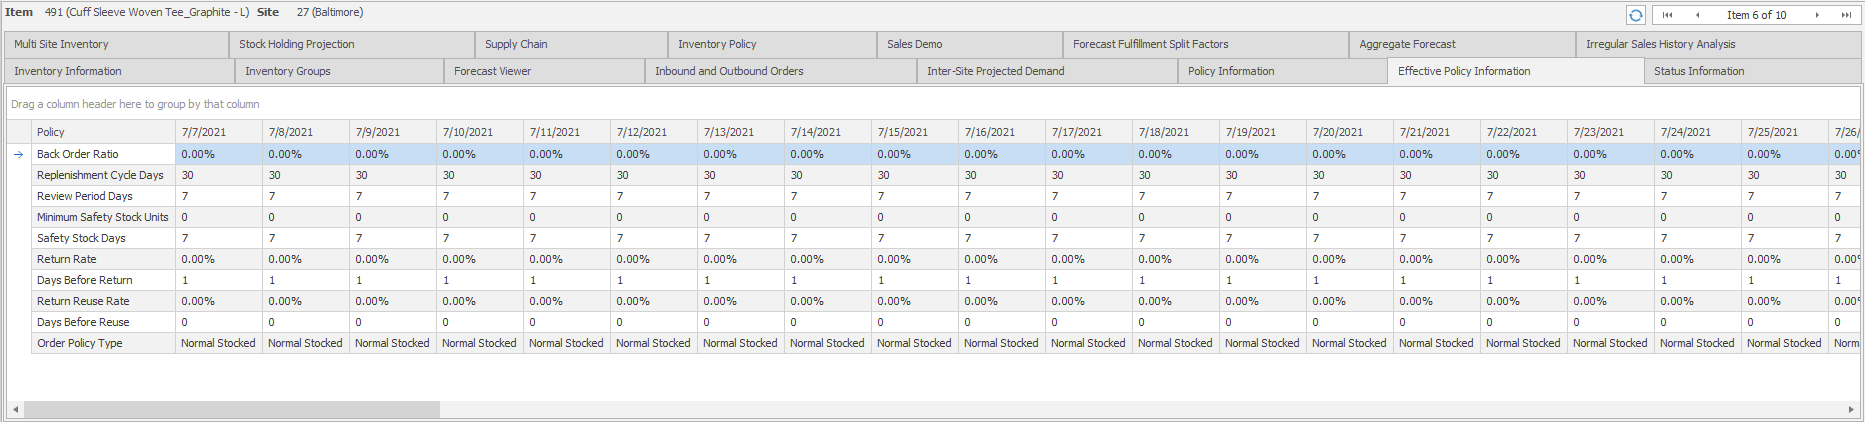 Item 491 (Cuff Sleeve Woven Tee_Graphite - L) Site 27 (Baltimore) Item 6 of 10
Multi Site Inventory Stock Holding Projection Supply Chain Inventory Policy Sales Demo Forecast Fulfillment Split Factors Aggregate Forecast Irregular Sales History Analysis
Inventory Information Inventory Groups Forecast Viewer Inbound and Outbound Orders Inter-Site Projected Demand Policy Information Effective Policy Information Status Information
Drag a column header here to group by that column
Policy 7/7/2021 7/8/2021 7/9/2021 7/10/2021 7/11/2021 7/12/2021 7/13/2021 7/14/2021 7/15/2021 7/16/2021 7/17/2021 7/18/2021 7/19/2021 7/20/2021 7/21/2021 7/22/2021 7/23/2021 7/24/2021 7/25/2021 7/26/
Back Order Ratio 0.00% 0.00% 0.00% 0.00% 0.00% 0.00% 0.00% 0.00% 0.00% 0.00% 0.00% 0.00% 0.00% 0.00% 0.00% 0.00% 0.00% 0.00% 0.00% 0.00%
Replenishment Cycle Days 30 30 30 30 30 30 30 30 30 30 30 30 30 30 30 30 30 30 30 30
Review Period Days 7 7 7 7 7 7 7 7 7 7 7 7 7 7 7 7 7 7 7 7
Minimum Safety Stock Units 0 0 0 0 0 0 0 0 0 0 0 0 0 0 0 0 0 0 0 0
Safety Stock Days 7 7 7 7 7 7 7 7 7 7 7 7 7 7 7 7 7 7 7 7
Return Rate 0.00% 0.00% 0.00% 0.00% 0.00% 0.00% 0.00% 0.00% 0.00% 0.00% 0.00% 0.00% 0.00% 0.00% 0.00% 0.00% 0.00% 0.00% 0.00% 0.00%
Days Before Return 1 1 1 1 1 1 1 1 1 1 1 1 1 1 1 1 1 1 1 1
Return Reuse Rate 0.00% 0.00% 0.00% 0.00% 0.00% 0.00% 0.00% 0.00% 0.00% 0.00% 0.00% 0.00% 0.00% 0.00% 0.00% 0.00% 0.00% 0.00% 0.00% 0.00%
Days Before Reuse 0 0 0 0 0 0 0 0 0 0 0 0 0 0 0 0 0 0 0 0
Order Policy Type Normal Stocked Normal Stocked Normal Stocked Normal Stocked Normal Stocked Normal Stocked Normal Stocked Normal Stocked Normal Stocked Normal Stocked Normal Stocked Normal Stocked Normal Stocked Normal Stocked Normal Stocked Normal Stocked Normal Stocked Normal Stocked Normal Stocked Norm